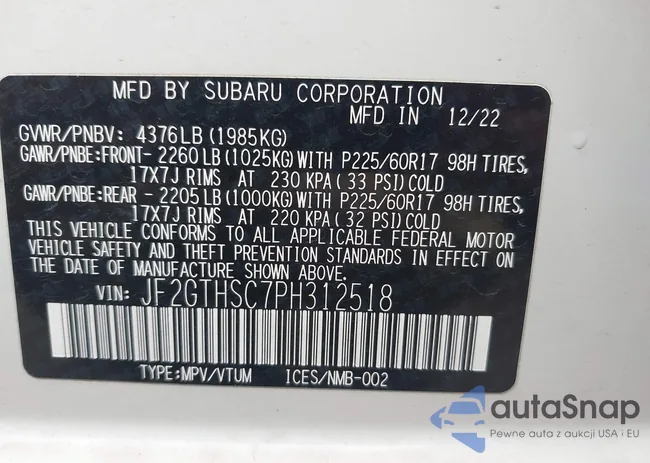 MFD BY SUBARU CORPORATION
MFD IN 12/22
GVWR/PNBV: 4376LB(1985KG)
GAWR/PNBE:FRONT-2260LB(1025KG)WITH P225/60R17 98H TIRES,
17X7J RIMS AT 230 KPA(33 PSI)COLD
GAWR/PNBE:REAR -2205LB(1000KG)WITH P225/60R17 98H TIRES,
17X7J RIMS AT 220 KPA(32 PSI)COLD
THIS VEHICLE CONFORMS TO ALL APPLICABLE FEDERAL MOTOR
VEHICLE SAFETY AND THEFT PREVENTION STANDARDS IN EFFECT ON
THE DATE OF MANUFACTURE SHOWN ABOVE.
VIN: JF2GTHSC7PH312518
TYPE:MPV/VTUM ICES/NMB-002
autaSnap
Pewne auta z aukcji USA i EU